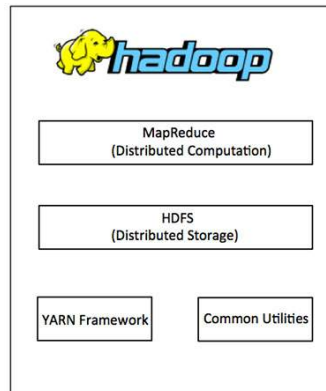 hadoop
MapReduce
(Distributed Computation)
HDFS
(Distributed Storage)
YARN Framework
Common Utilities